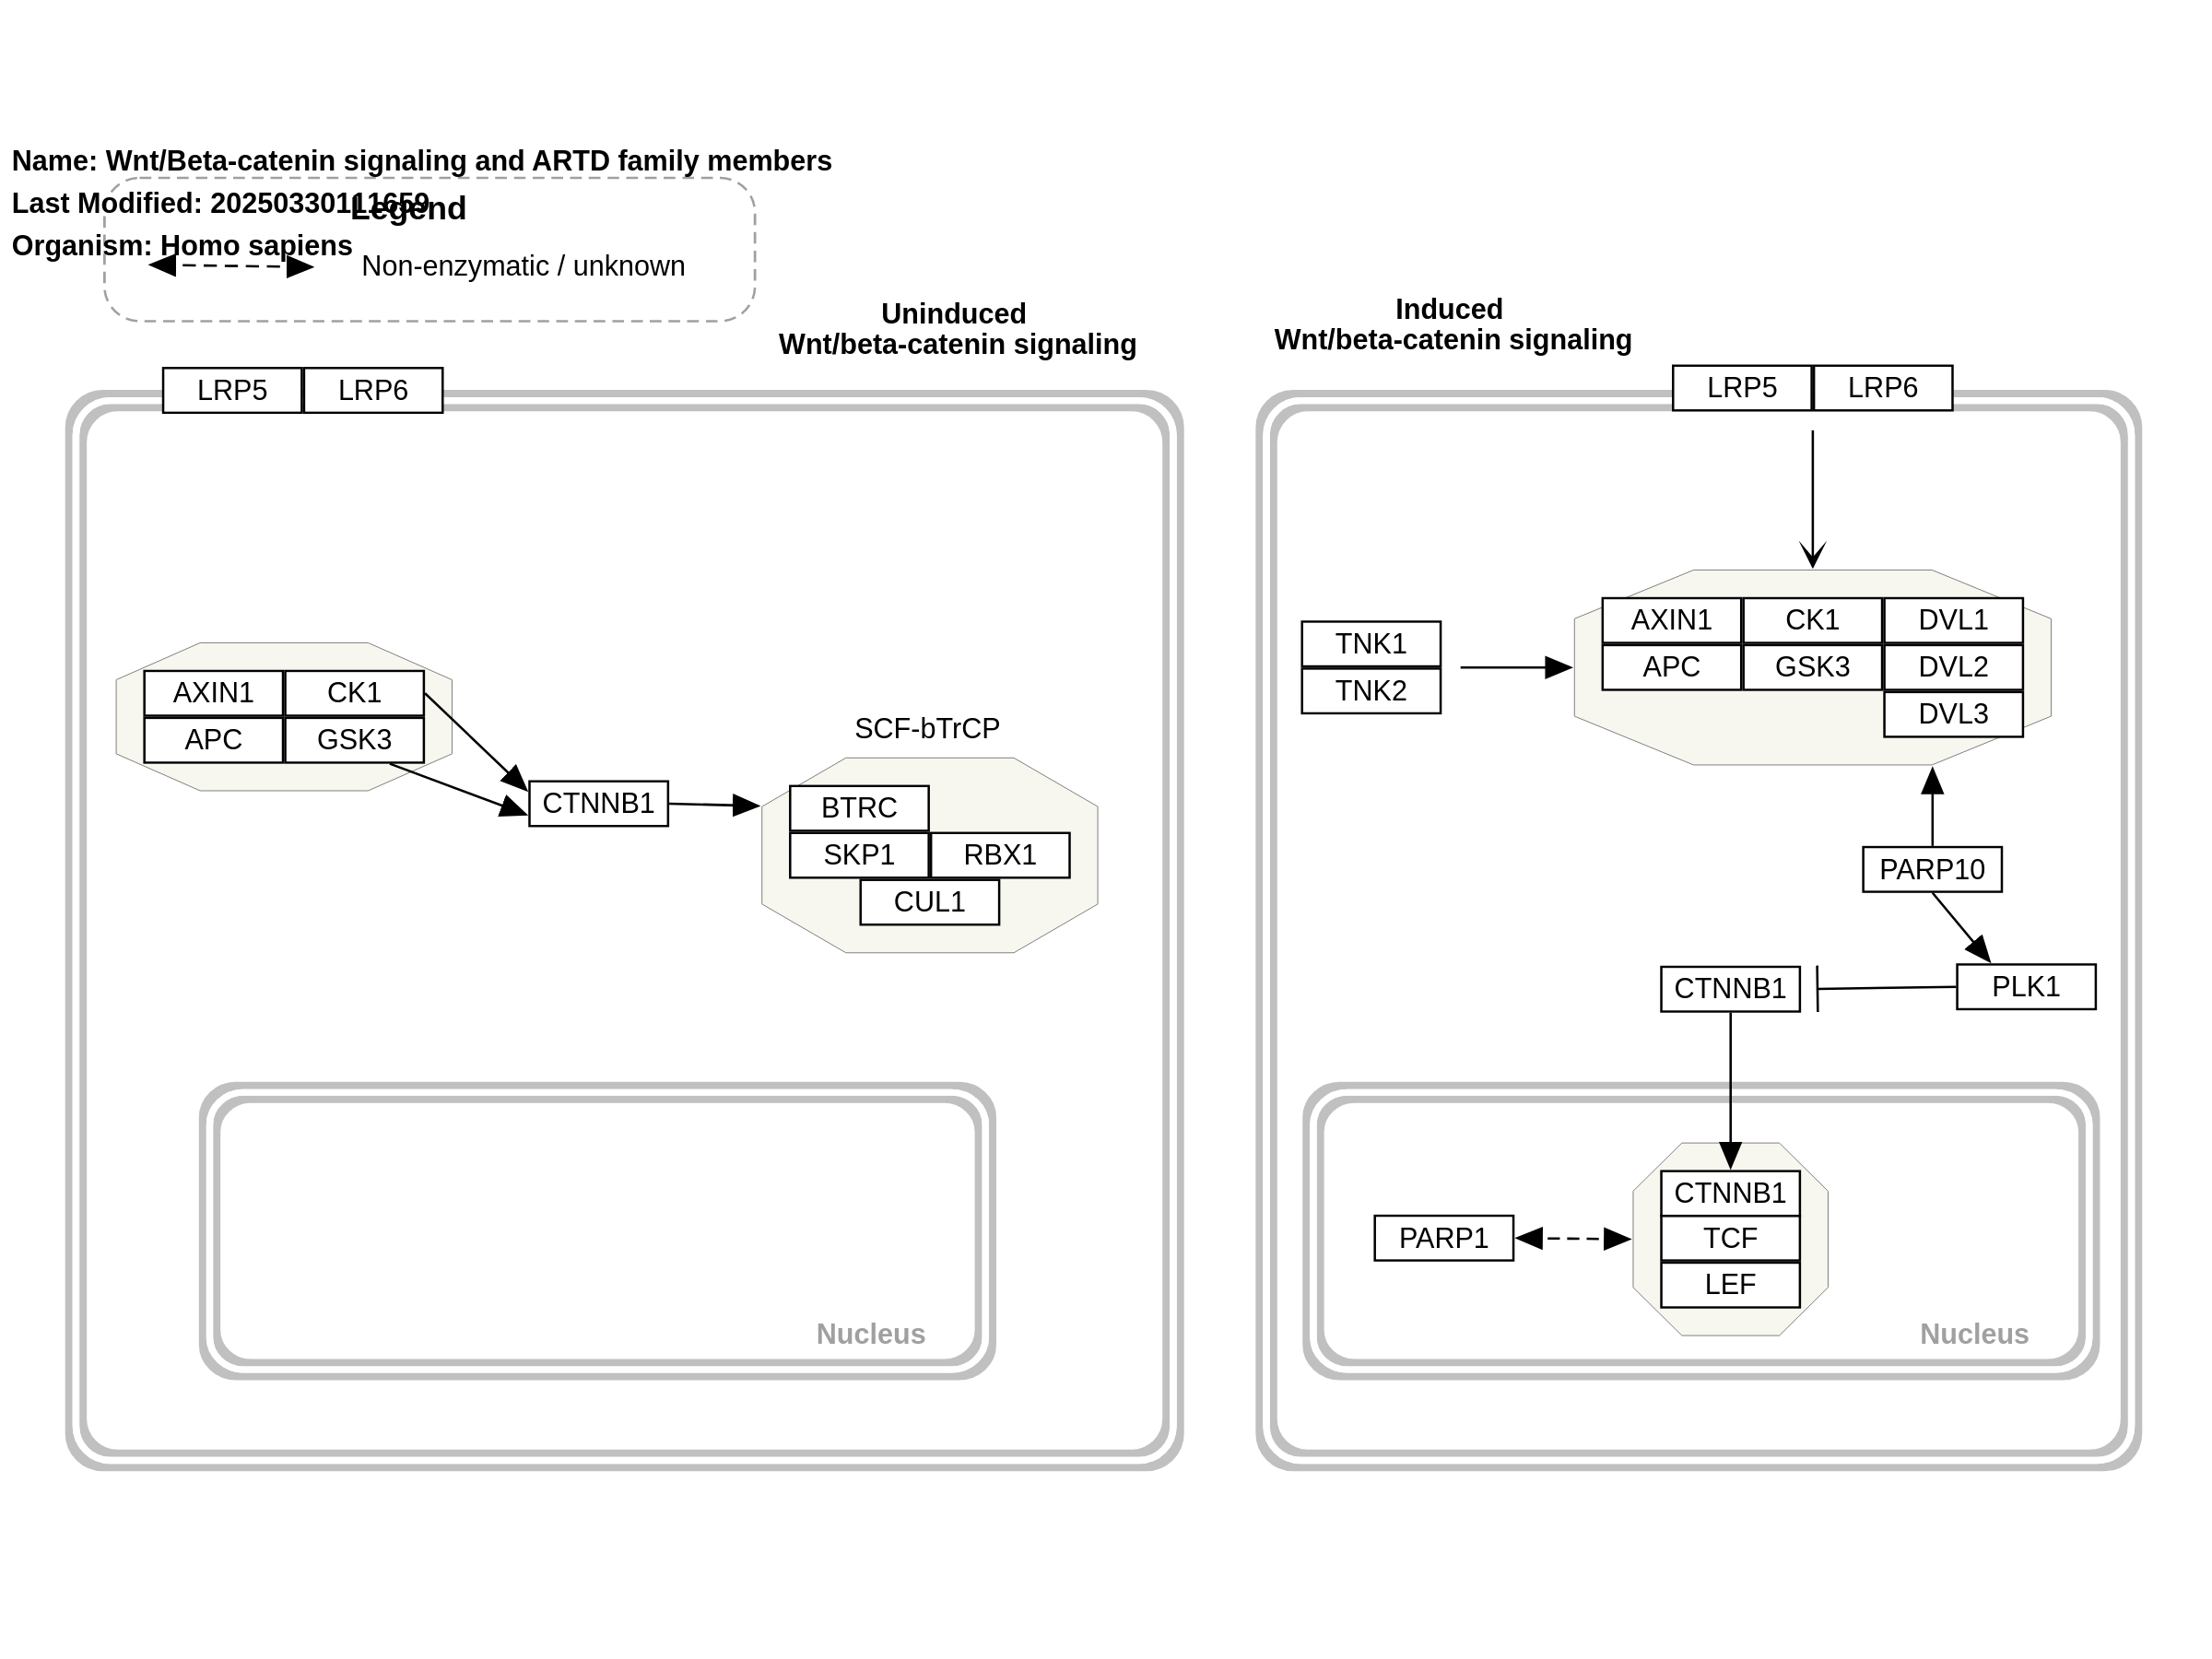 Name: Wnt/Beta-catenin signaling and ARTD family members
Last Modified: 20250330111659
Legend
Organism: Homo sapiens
Non-enzymatic / unknown
Uninduced
Wnt/beta-catenin signaling
Induced
Wnt/beta-catenin signaling
LRP5
LRP6
AXIN1
CK1
APC
GSK3
CTNNB1
SCF-bTrCP
BTRC
SKP1
RBX1
CUL1
Nucleus
LRP5
LRP6
TNK1
TNK2
AXIN1
CK1
DVL1
APC
GSK3
DVL2
DVL3
PARP10
CTNNB1
PLK1
CTNNB1
PARP1
TCF
LEF
Nucleus